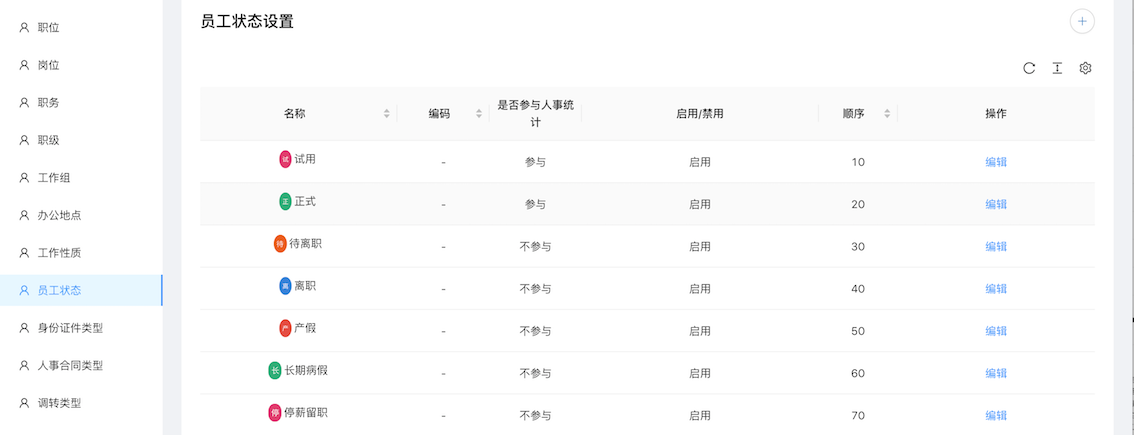 职位
岗位
职务
职级
工作组
办公地点
工作性质
员工状态
身份证件类型
人事合同类型
调转类型
员工状态设置
名称 编码 是否参与人事统计 启用/禁用 顺序 操作
试 试用 - 参与 启用 10 编辑
正 正式 - 参与 启用 20 编辑
待 待离职 - 不参与 启用 30 编辑
离 离职 - 不参与 启用 40 编辑
产 产假 - 不参与 启用 50 编辑
长 长期病假 - 不参与 启用 60 编辑
停 停薪留职 - 不参与 启用 70 编辑